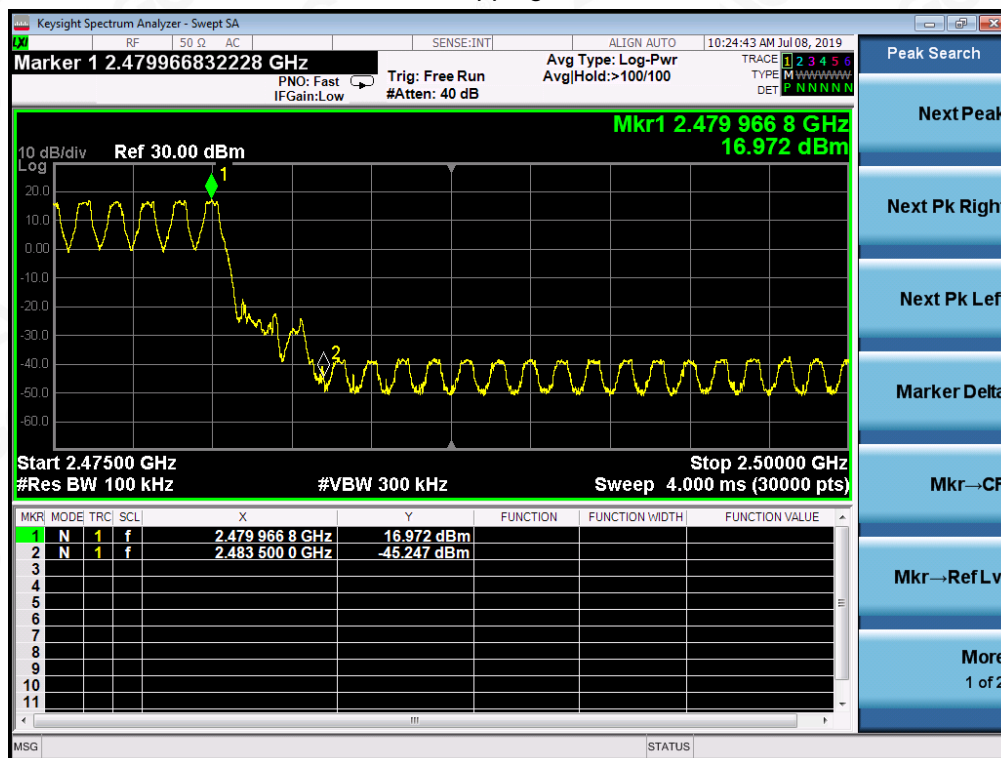 Keysight Spectrum Analyzer - Swept SA
LXI RF 50 Ω AC SENSE:INT ALIGN AUTO 10:24:43 AM Jul 08, 2019
Marker 1 2.479966832228 GHz
PNO: Fast
IFGain:Low
Trig: Free Run
#Atten: 40 dB
Avg Type: Log-Pwr
Avg|Hold:>100/100
TRACE 1 2 3 4 5 6
TYPE M WWWWW
DET P N N N N N
Mkr1 2.479 966 8 GHz
16.972 dBm
10 dB/div Ref 30.00 dBm
Log
20.0
10.0
0.00
-10.0
-20.0
-30.0
-40.0
-50.0
-60.0
1
2
Start 2.47500 GHz Stop 2.50000 GHz
#Res BW 100 kHz #VBW 300 kHz Sweep 4.000 ms (30000 pts)
MKR MODE TRC SCL X Y FUNCTION FUNCTION WIDTH FUNCTION VALUE
1 N 1 f 2.479 966 8 GHz 16.972 dBm
2 N 1 f 2.483 500 0 GHz -45.247 dBm
3
4
5
6
7
8
9
10
11
MSG STATUS
Peak Search
Next Peak
Next Pk Right
Next Pk Left
Marker Delta
Mkr→CF
Mkr→Ref Lv
More
1 of 2